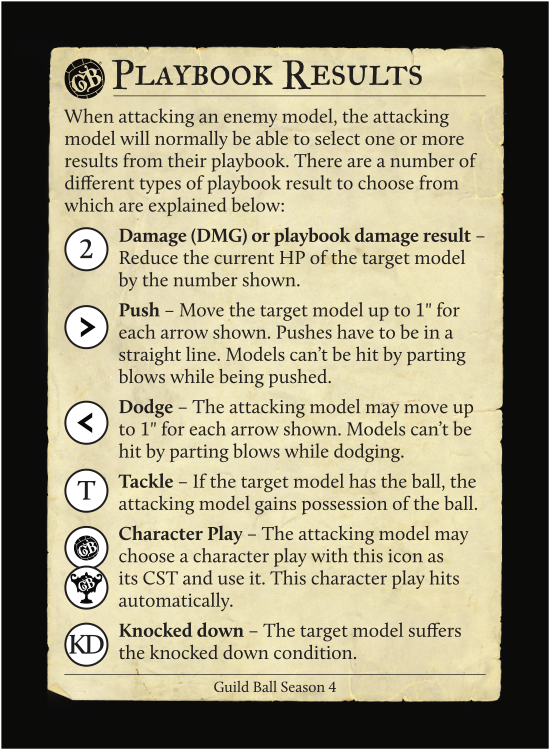 GB PLAYBOOK RESULTS
When attacking an enemy model, the attacking
model will normally be able to select one or more
results from their playbook. There are a number of
different types of playbook result to choose from
which are explained below:
2 Damage (DMG) or playbook damage result –
Reduce the current HP of the target model
by the number shown.
> Push – Move the target model up to 1" for
each arrow shown. Pushes have to be in a
straight line. Models can't be hit by parting
blows while being pushed.
< Dodge – The attacking model may move up
to 1" for each arrow shown. Models can't be
hit by parting blows while dodging.
T Tackle – If the target model has the ball, the
attacking model gains possession of the ball.
GB Character Play – The attacking model may
choose a character play with this icon as
GB its CST and use it. This character play hits
automatically.
KD Knocked down – The target model suffers
the knocked down condition.
Guild Ball Season 4